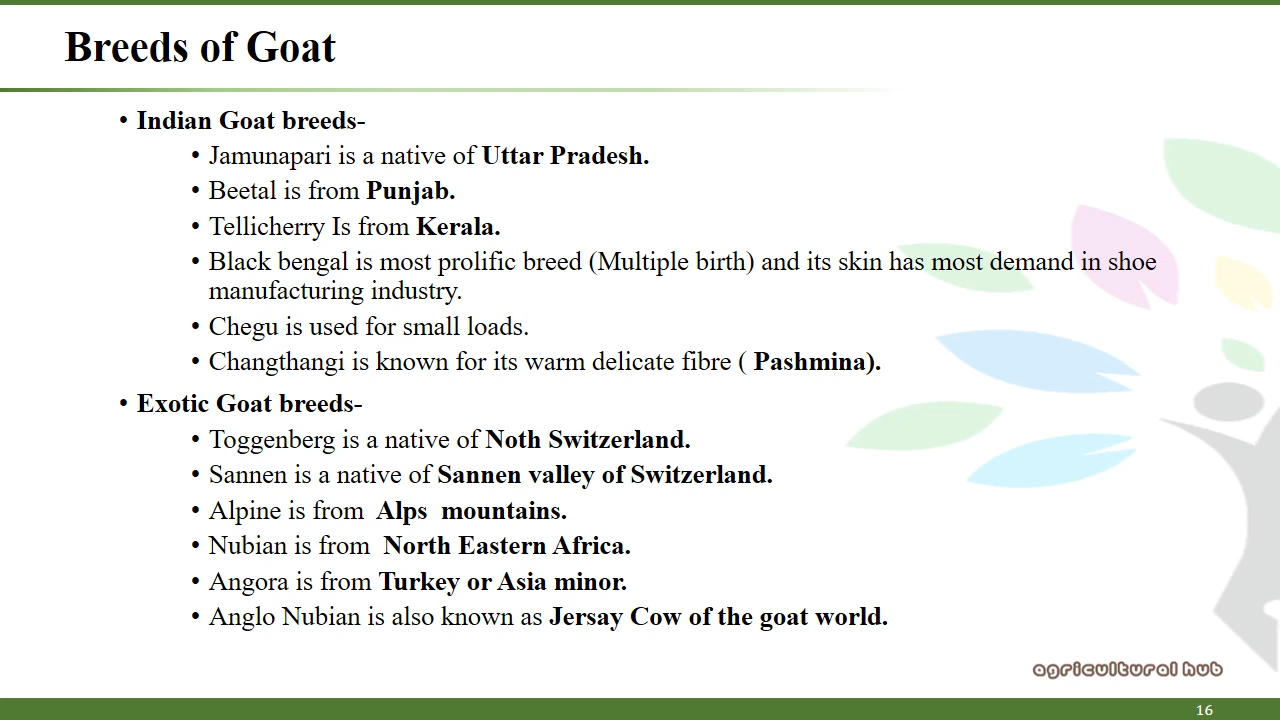 Breeds of Goat
• Indian Goat breeds-
• Jamunapari is a native of Uttar Pradesh.
• Beetal is from Punjab.
• Tellicherry Is from Kerala.
• Black bengal is most prolific breed (Multiple birth) and its skin has most demand in shoe
manufacturing industry.
• Chegu is used for small loads.
• Changthangi is known for its warm delicate fibre ( Pashmina).
• Exotic Goat breeds-
• Toggenberg is a native of Noth Switzerland.
• Sannen is a native of Sannen valley of Switzerland.
• Alpine is from Alps mountains.
• Nubian is from North Eastern Africa.
• Angora is from Turkey or Asia minor.
• Anglo Nubian is also known as Jersay Cow of the goat world.
agricultural hub
16